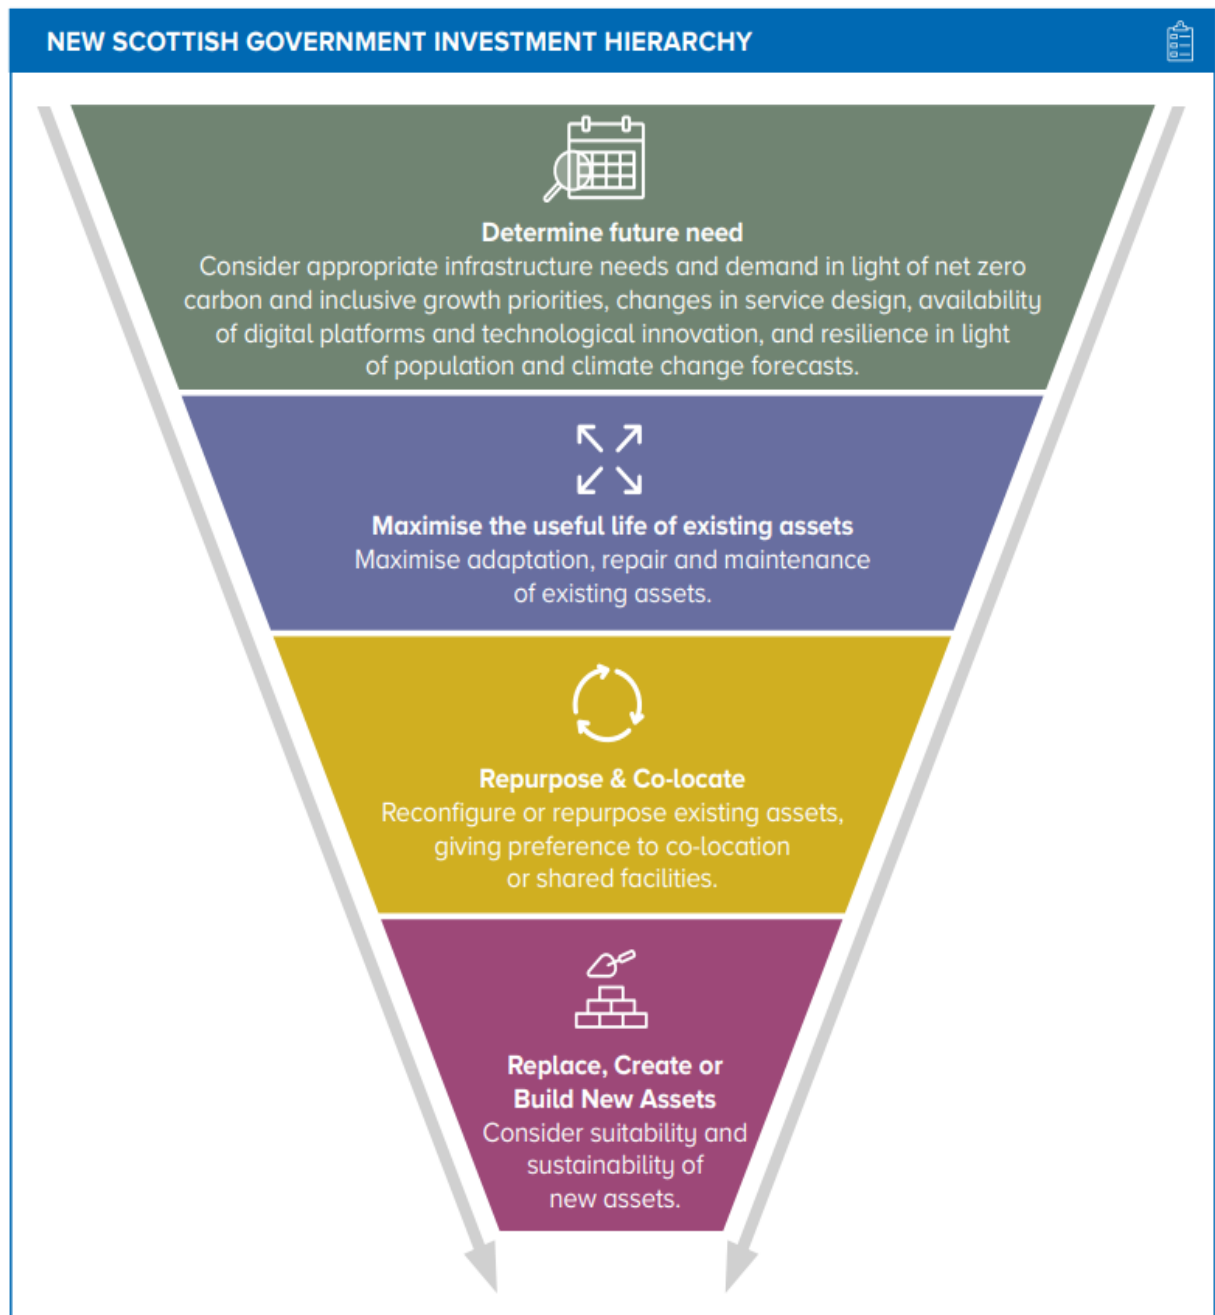 NEW SCOTTISH GOVERNMENT INVESTMENT HIERARCHY
Determine future need
Consider appropriate infrastructure needs and demand in light of net zero
carbon and inclusive growth priorities, changes in service design, availability
of digital platforms and technological innovation, and resilience in light
of population and climate change forecasts.
Maximise the useful life of existing assets
Maximise adaptation, repair and maintenance
of existing assets.
Repurpose & Co-locate
Reconfigure or repurpose existing assets,
giving preference to co-location
or shared facilities.
Replace, Create or
Build New Assets
Consider suitability and
sustainability of
new assets.